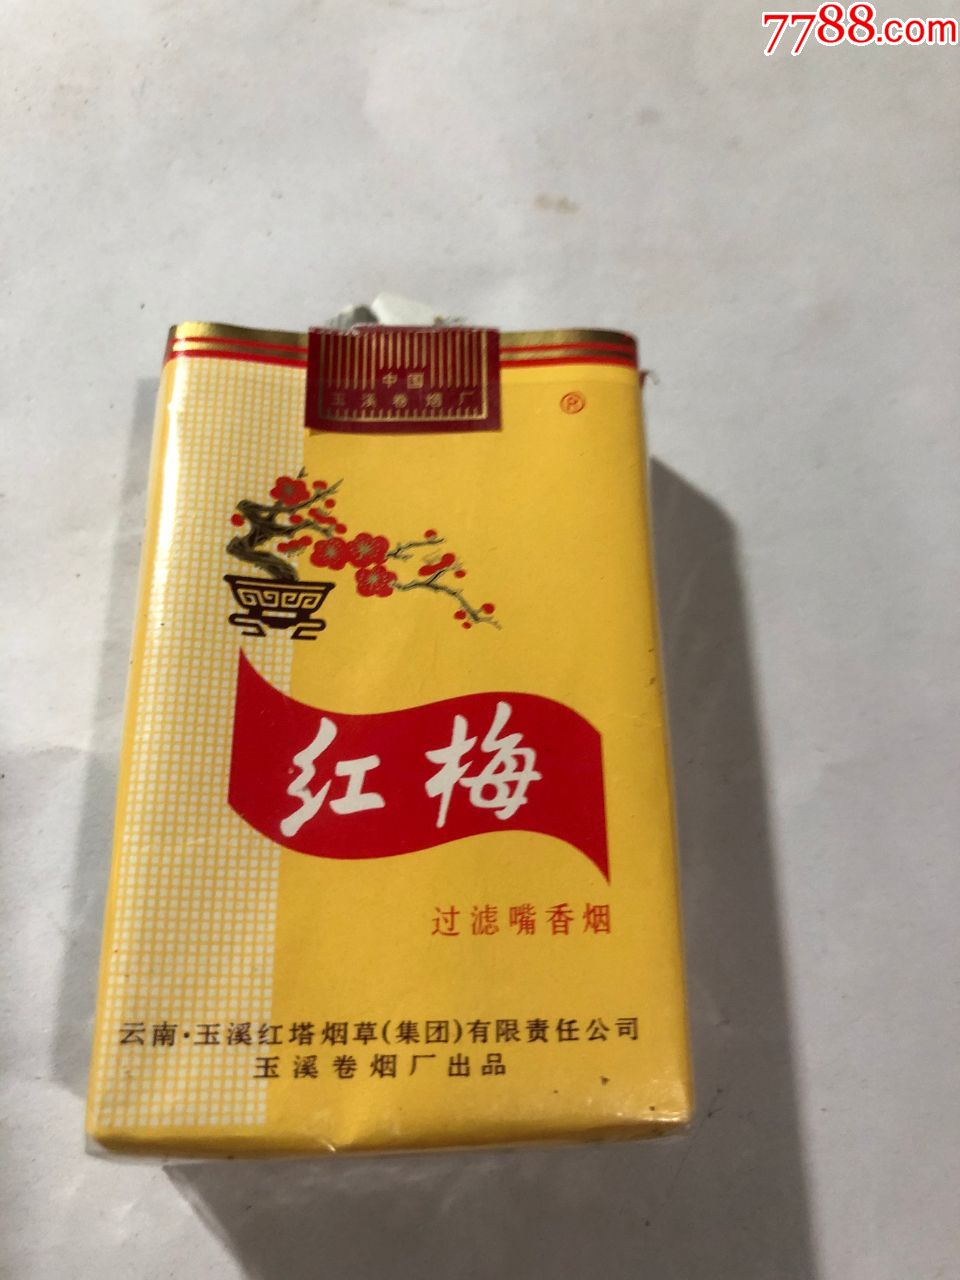 7788.com
中国
玉溪卷烟厂
®
红梅
过滤嘴香烟
云南·玉溪红塔烟草(集团)有限责任公司
玉溪卷烟厂出品